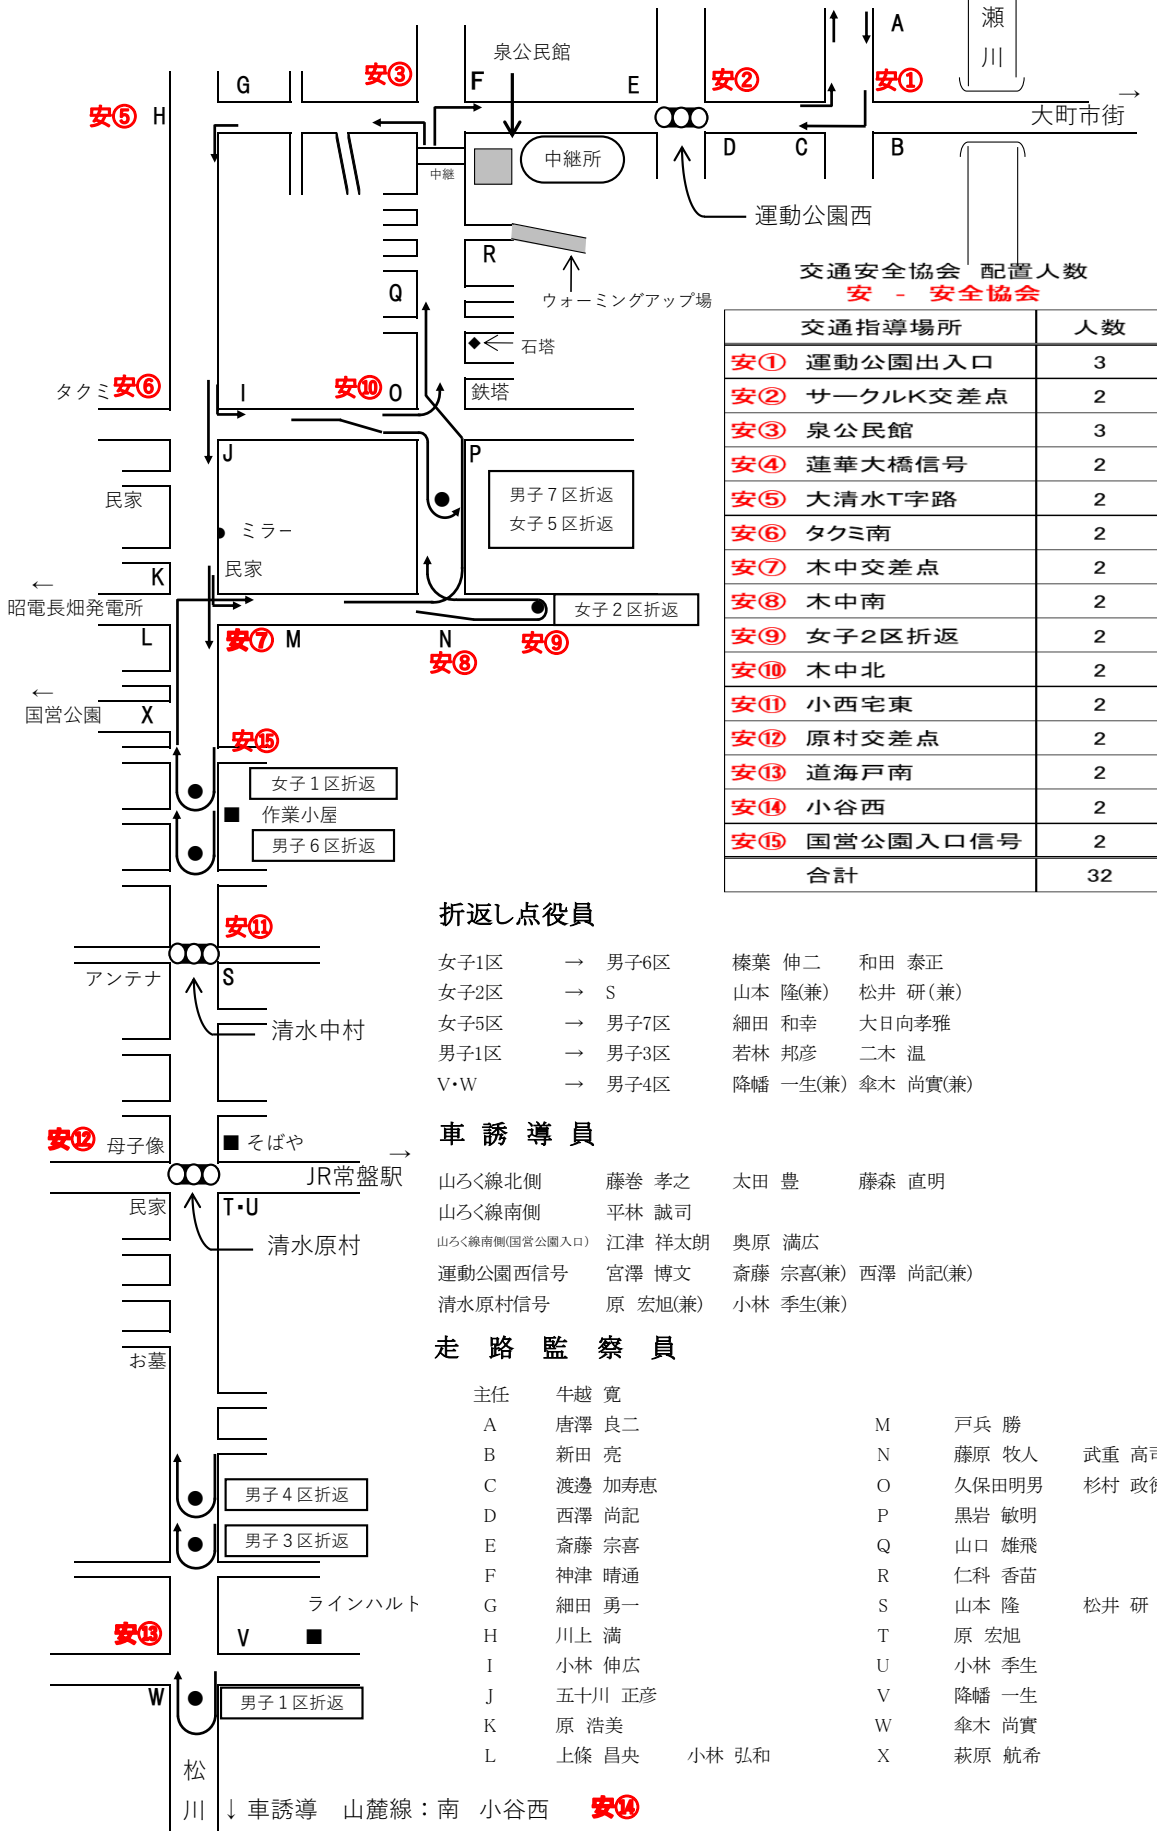 瀬
川
A
泉公民館
安③
F
E
安②
安①
G
→
大町市街
安⑤ H
中継所
中継
D
C
B
運動公園西
R
Q
ウォーミングアップ場
石塔
交通安全協会 配置人数
安 - 安全協会
交通指導場所 人数
安① 運動公園出入口 3
安② サークルK交差点 2
安③ 泉公民館 3
安④ 蓮華大橋信号 2
安⑤ 大清水T字路 2
安⑥ タクミ南 2
安⑦ 木中交差点 2
安⑧ 木中南 2
安⑨ 女子2区折返 2
安⑩ 木中北 2
安⑪ 小西宅東 2
安⑫ 原村交差点 2
安⑬ 道海戸南 2
安⑭ 小谷西 2
安⑮ 国営公園入口信号 2
合計 32
タクミ 安⑥
I
安⑩ O
鉄塔
J
P
民家
男子7区折返
女子5区折返
ミラー
民家
K
←
昭電長畑発電所
女子2区折返
L
安⑦ M
N
安⑧
安⑨
←
国営公園
X
安⑮
女子1区折返
作業小屋
男子6区折返
安⑪
アンテナ
S
清水中村
安⑫ 母子像
そばや
→
JR常盤駅
民家
T・U
清水原村
お墓
男子4区折返
男子3区折返
ラインハルト
安⑬
V
W
男子1区折返
松
川
↓ 車誘導 山麓線：南 小谷西 安⑭
折返し点役員
女子1区 → 男子6区 榛葉 伸二 和田 泰正
女子2区 → S 山本 隆(兼) 松井 研(兼)
女子5区 → 男子7区 細田 和幸 大日向孝雅
男子1区 → 男子3区 若林 邦彦 二木 温
V・W → 男子4区 降幡 一生(兼) 傘木 尚實(兼)
車誘導員
山ろく線北側 藤巻 孝之 太田 豊 藤森 直明
山ろく線南側 平林 誠司
山ろく線南側(国営公園入口) 江津 祥太朗 奥原 満広
運動公園西信号 宮澤 博文 斎藤 宗喜(兼) 西澤 尚記(兼)
清水原村信号 原 宏旭(兼) 小林 季生(兼)
走路監察員
主任 牛越 寛
A 唐澤 良二 M 戸兵 勝
B 新田 亮 N 藤原 牧人 武重 高司
C 渡邊 加寿恵 O 久保田明男 杉村 政徳
D 西澤 尚記 P 黒岩 敏明
E 斎藤 宗喜 Q 山口 雄飛
F 神津 晴通 R 仁科 香苗
G 細田 勇一 S 山本 隆 松井 研
H 川上 満 T 原 宏旭
I 小林 伸広 U 小林 季生
J 五十川 正彦 V 降幡 一生
K 原 浩美 W 傘木 尚實
L 上條 昌央 小林 弘和 X 萩原 航希